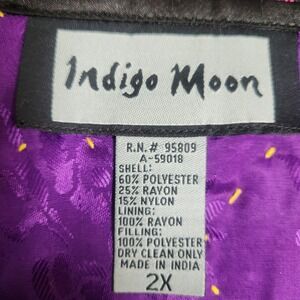 Indigo Moon
R.N.# 95809
A-59018
SHELL:
60% POLYESTER
25% RAYON
15% NYLON
LINING:
100% RAYON
FILLING:
100% POLYESTER
DRY CLEAN ONLY
MADE IN INDIA
2X